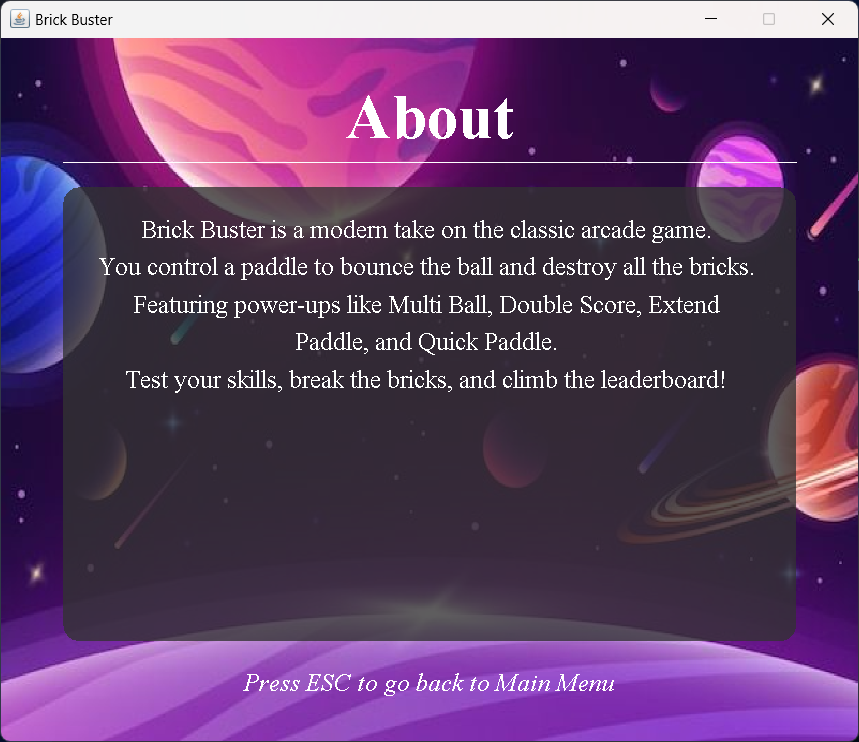 Brick Buster
About
Brick Buster is a modern take on the classic arcade game.
You control a paddle to bounce the ball and destroy all the bricks.
Featuring power-ups like Multi Ball, Double Score, Extend
Paddle, and Quick Paddle.
Test your skills, break the bricks, and climb the leaderboard!
Press ESC to go back to Main Menu